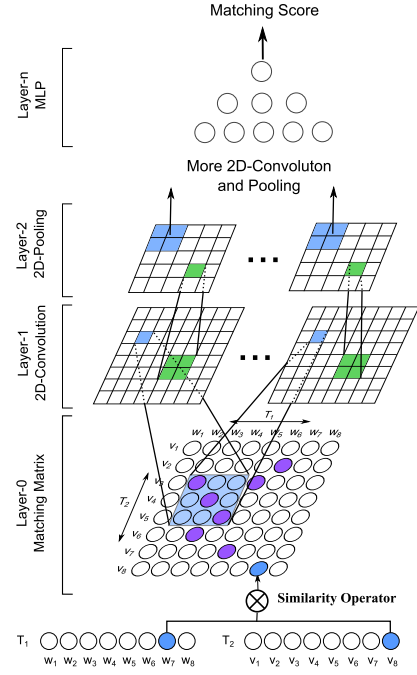 Matching Score
Layer-n
MLP
More 2D-Convoluton
and Pooling
Layer-2
2D-Pooling
...
...
Layer-1
2D-Convolution
T1
w1 w2 w3 w4 w5 w6 w7 w8
Layer-0
Matching Matrix
T2
v1
v2
v3
v4
v5
v6
v7
v8
Similarity Operator
T1
w1 w2 w3 w4 w5 w6 w7 w8
T2
v1 v2 v3 v4 v5 v6 v7 v8